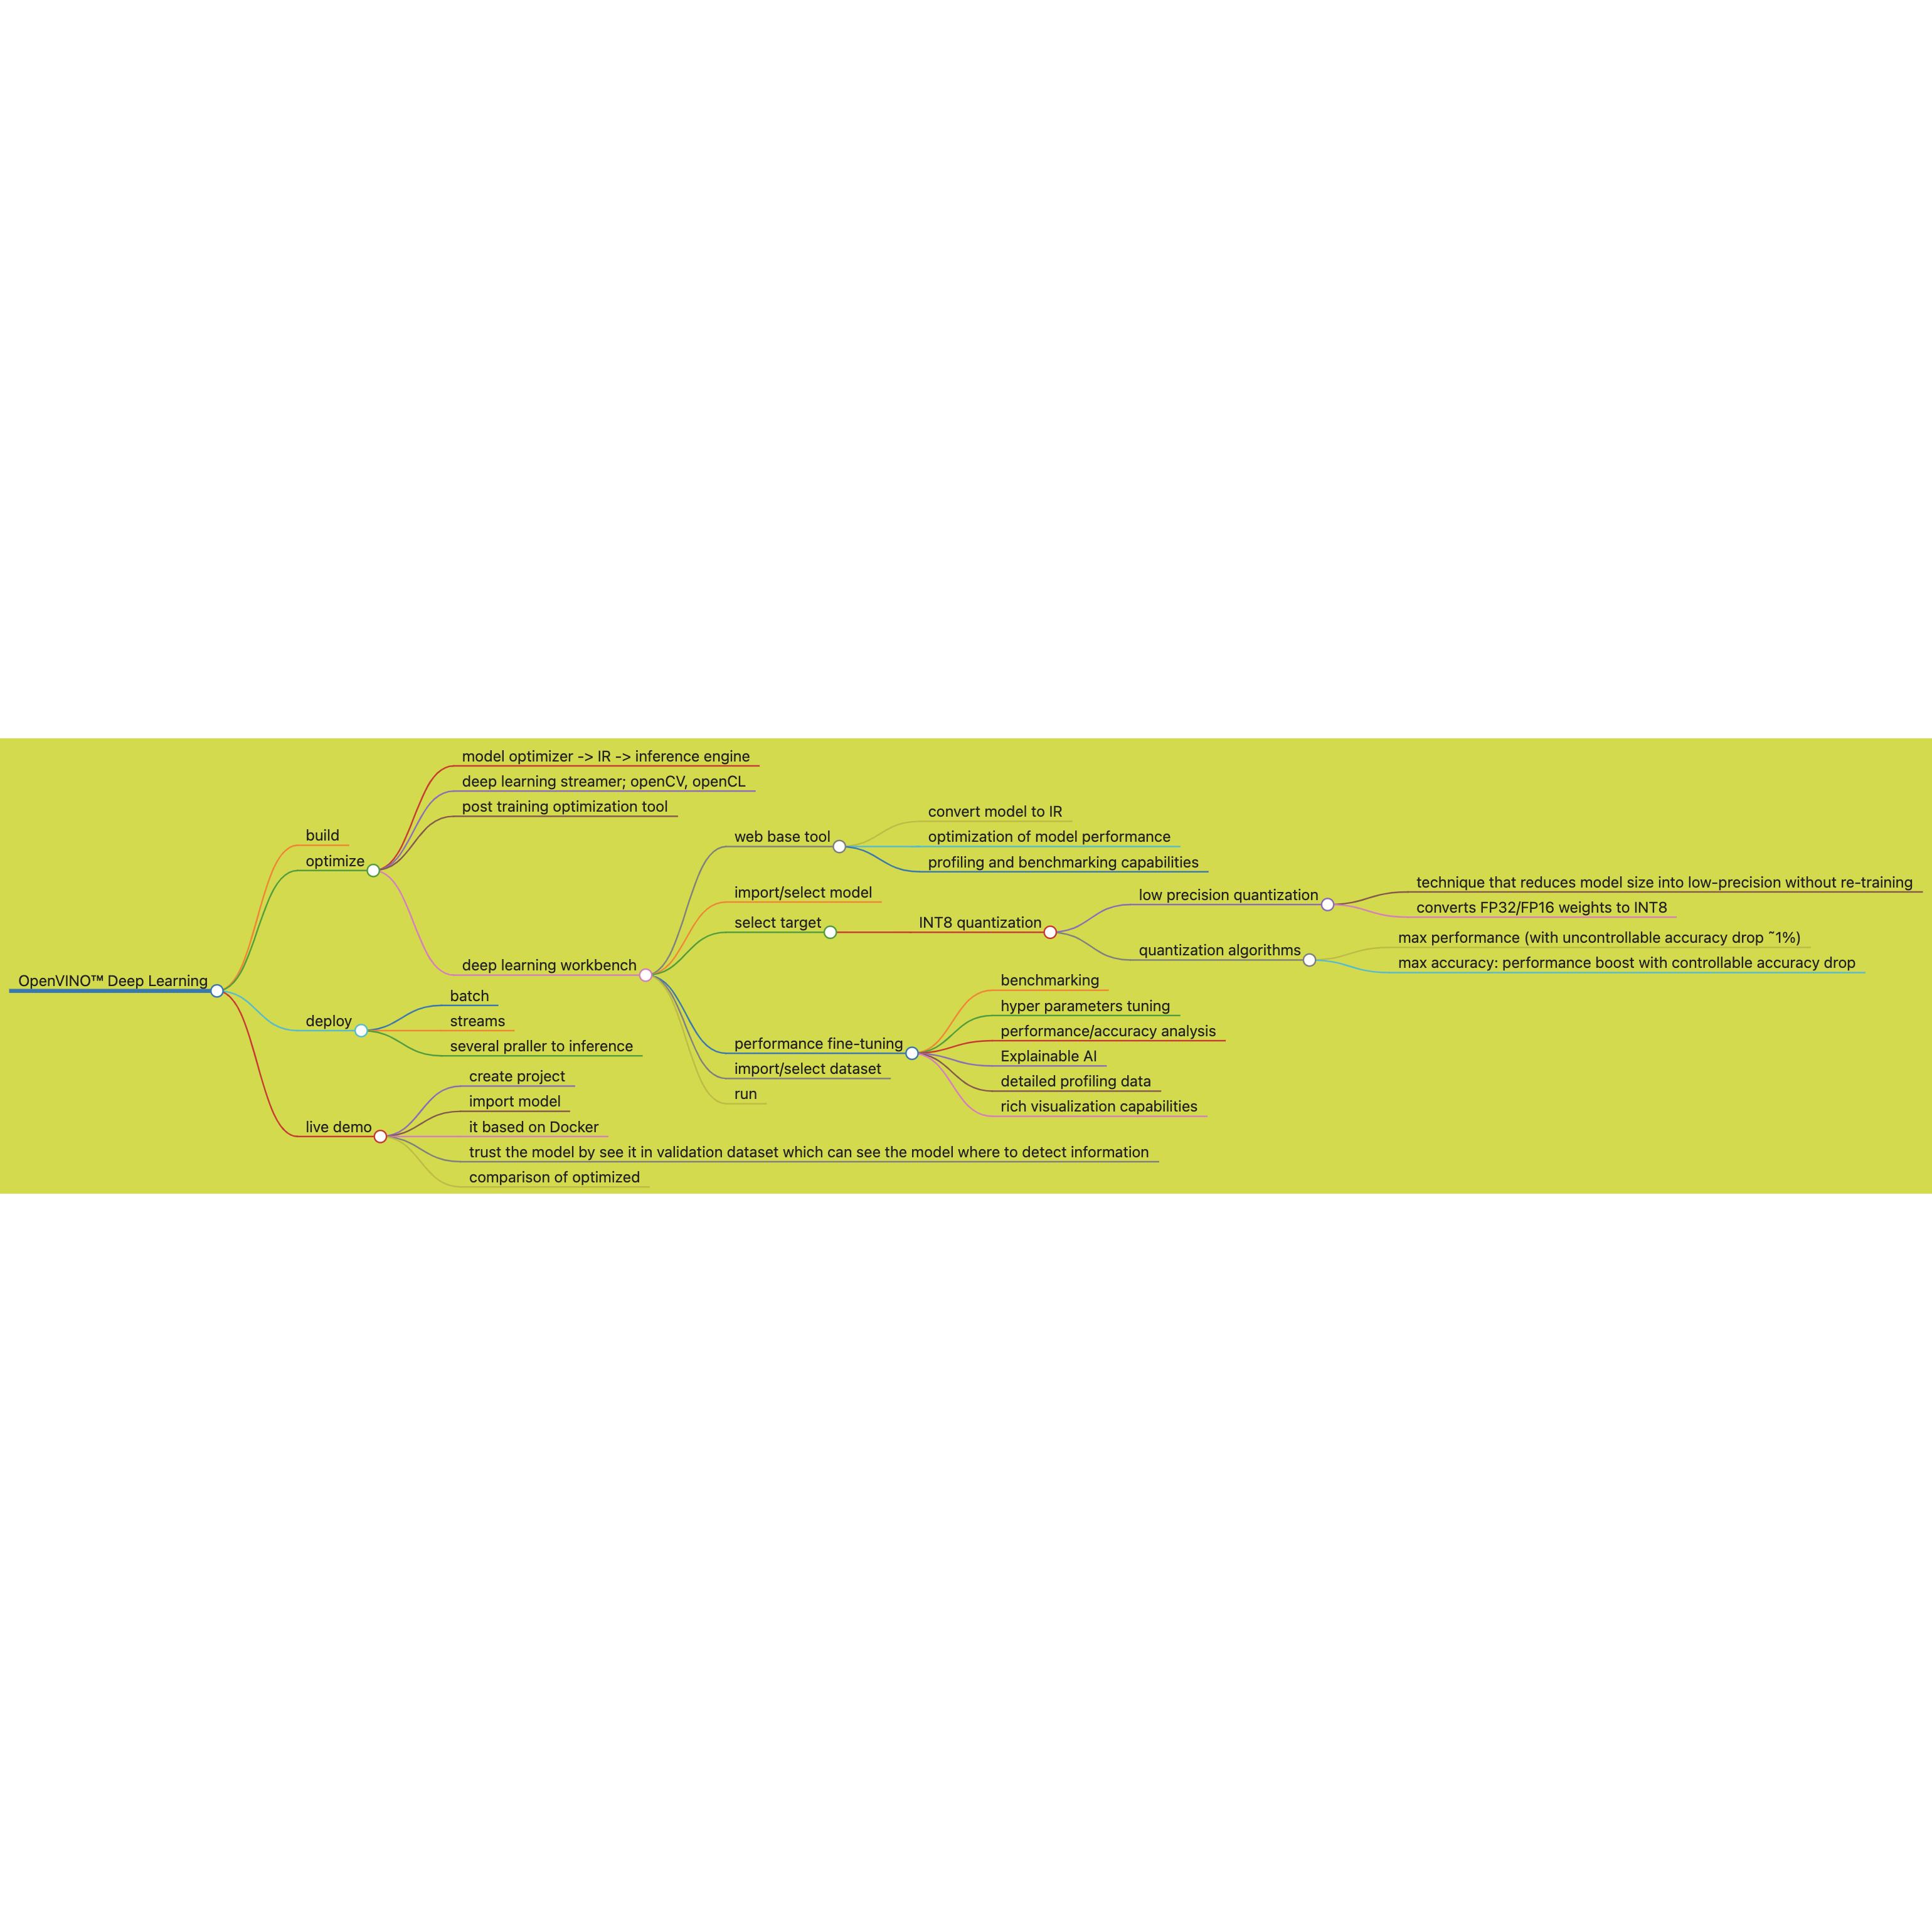 OpenVINO™ Deep Learning
build
optimize
model optimizer -> IR -> inference engine
deep learning streamer; openCV, openCL
post training optimization tool
deep learning workbench
web base tool
convert model to IR
optimization of model performance
profiling and benchmarking capabilities
import/select model
select target
INT8 quantization
low precision quantization
technique that reduces model size into low-precision without re-training
converts FP32/FP16 weights to INT8
quantization algorithms
max performance (with uncontrollable accuracy drop ˜1%)
max accuracy: performance boost with controllable accuracy drop
performance fine-tuning
benchmarking
hyper parameters tuning
performance/accuracy analysis
Explainable AI
detailed profiling data
rich visualization capabilities
import/select dataset
run
deploy
batch
streams
several praller to inference
live demo
create project
import model
it based on Docker
trust the model by see it in validation dataset which can see the model where to detect information
comparison of optimized